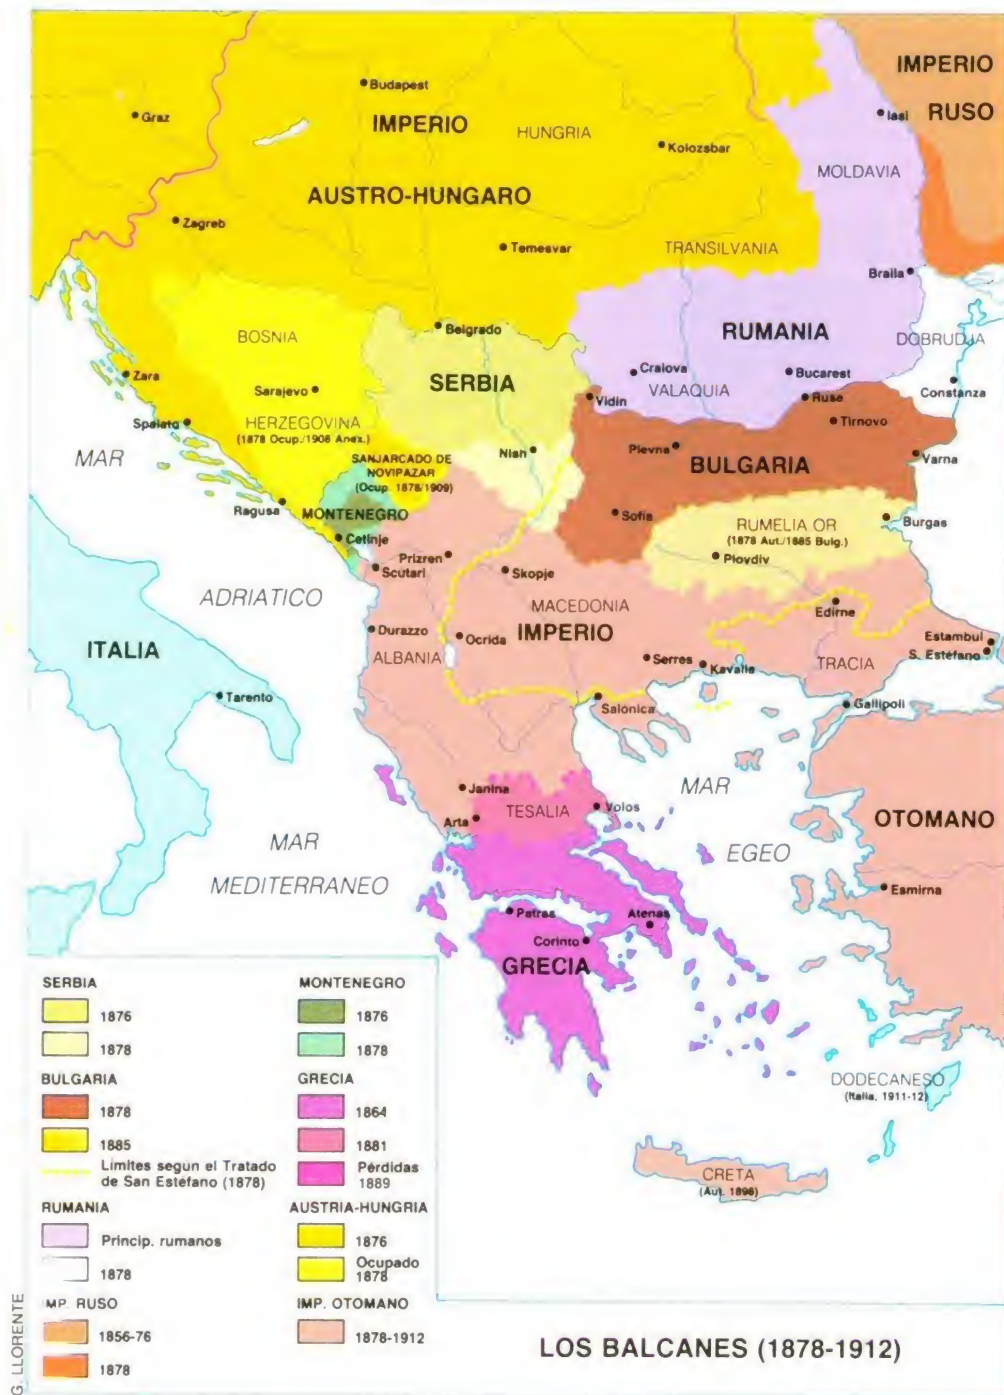 IMPERIO
RUSO
Budapest
Graz
IMPERIO
HUNGRIA
Iasi
Kolozsbar
MOLDAVIA
AUSTRO-HUNGARO
Zagreb
Temesvar
TRANSILVANIA
Braila
BOSNIA
Belgrado
RUMANIA
DOBRUDJA
SERBIA
Craiova
Bucarest
Zara
Sarajevo
VALAQUIA
Constanza
Vidin
Ruse
Spalato
HERZEGOVINA
(1878 Ocup./1908 Anex.)
Tirnovo
MAR
Nish
Plevna
BULGARIA
Varna
SANJARCADO DE
NOVIPAZAR
(Ocup. 1878/1909)
Ragusa
MONTENEGRO
Sofia
RUMELIA OR
(1878 Aut./1885 Bulg.)
Burgas
Cetinje
Prizren
Plovdiv
Scutari
Skopje
ADRIATICO
MACEDONIA
Edirne
ITALIA
Durazzo
Ocrida
IMPERIO
Estambul
S. Estéfano
ALBANIA
Serres
Kavalla
TRACIA
Tarento
Salónica
Gallipoli
Janina
MAR
TESALIA
Volos
Arta
OTOMANO
MAR
EGEO
MEDITERRANEO
Esmirna
Patras
Atenas
Corinto
GRECIA
DODECANESO
(Italia, 1911-12)
CRETA
(Aut. 1898)
SERBIA
1876
1878
BULGARIA
1878
1885
Límites según el Tratado
de San Estéfano (1878)
RUMANIA
Princip. rumanos
1878
IMP. RUSO
1856-76
1878
MONTENEGRO
1876
1878
GRECIA
1864
1881
Pérdidas
1889
AUSTRIA-HUNGRIA
1876
Ocupado
1878
IMP. OTOMANO
1878-1912
LOS BALCANES (1878-1912)
G. LLORENTE